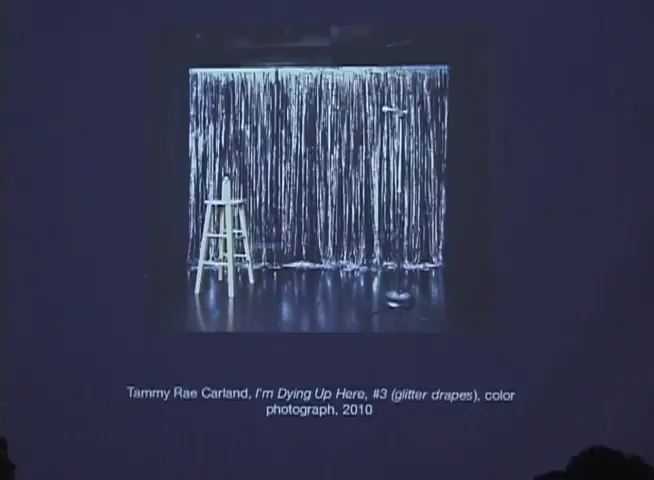 Tammy Rae Carland, I'm Dying Up Here, #3 (glitter drapes), color
photograph, 2010